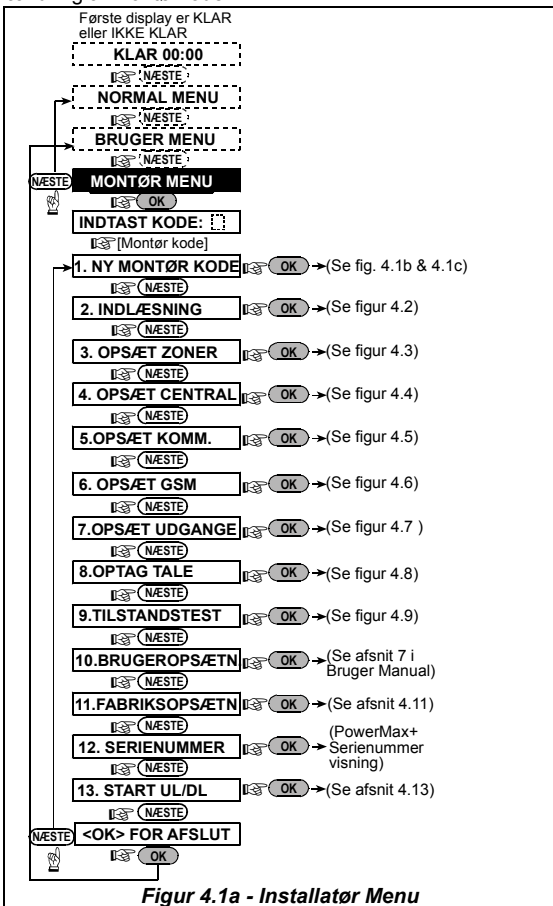 Første display er KLAR
eller IKKE KLAR
KLAR 00:00
NÆSTE
NORMAL MENU
NÆSTE
BRUGER MENU
NÆSTE
NÆSTE MONTØR MENU
OK
INDTAST KODE:
[Montør kode]
1. NY MONTØR KODE OK (Se fig. 4.1b & 4.1c)
NÆSTE
2. INDLÆSNING OK (Se figur 4.2)
NÆSTE
3. OPSÆT ZONER OK (Se figur 4.3)
NÆSTE
4. OPSÆT CENTRAL OK (Se figur 4.4)
NÆSTE
5.OPSÆT KOMM. OK (Se figur 4.5)
NÆSTE
6. OPSÆT GSM OK (Se figur 4.6)
NÆSTE
7.OPSÆT UDGANGE OK (Se figur 4.7 )
NÆSTE
8.OPTAG TALE OK (Se figur 4.8)
NÆSTE
9.TILSTANDSTEST OK (Se figur 4.9)
NÆSTE
10.BRUGEROPSÆTN OK (Se afsnit 7 i
Bruger Manual)
NÆSTE
11.FABRIKSOPSÆTN OK (Se afsnit 4.11)
NÆSTE
12. SERIENUMMER OK (PowerMax+
Serienummer
visning)
NÆSTE
13. START UL/DL OK (Se afsnit 4.13)
NÆSTE
NÆSTE <OK> FOR AFSLUT
OK
Figur 4.1a - Installatør Menu